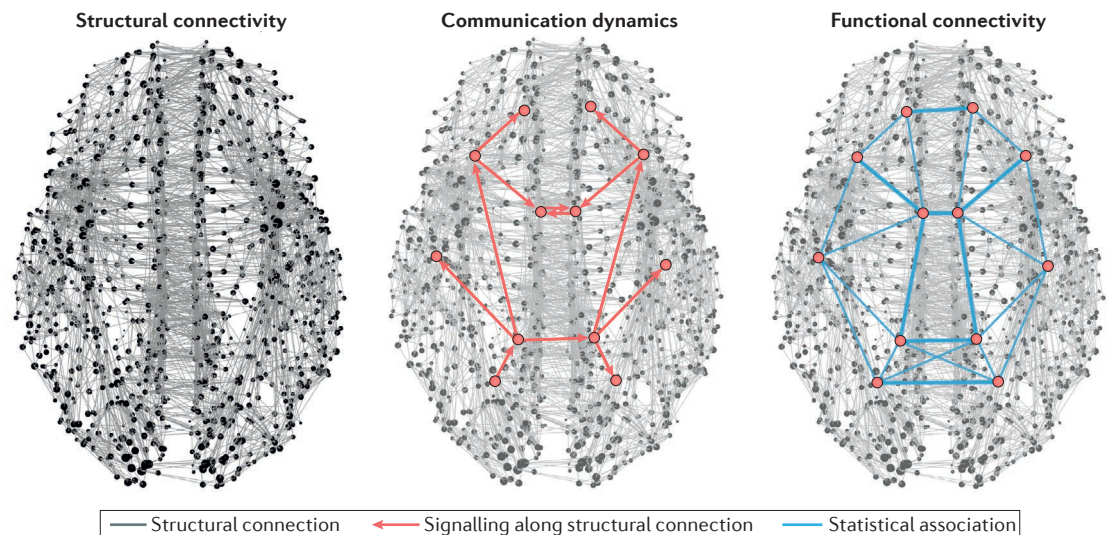 Structural connectivity
Communication dynamics
Functional connectivity
Structural connection
Signalling along structural connection
Statistical association